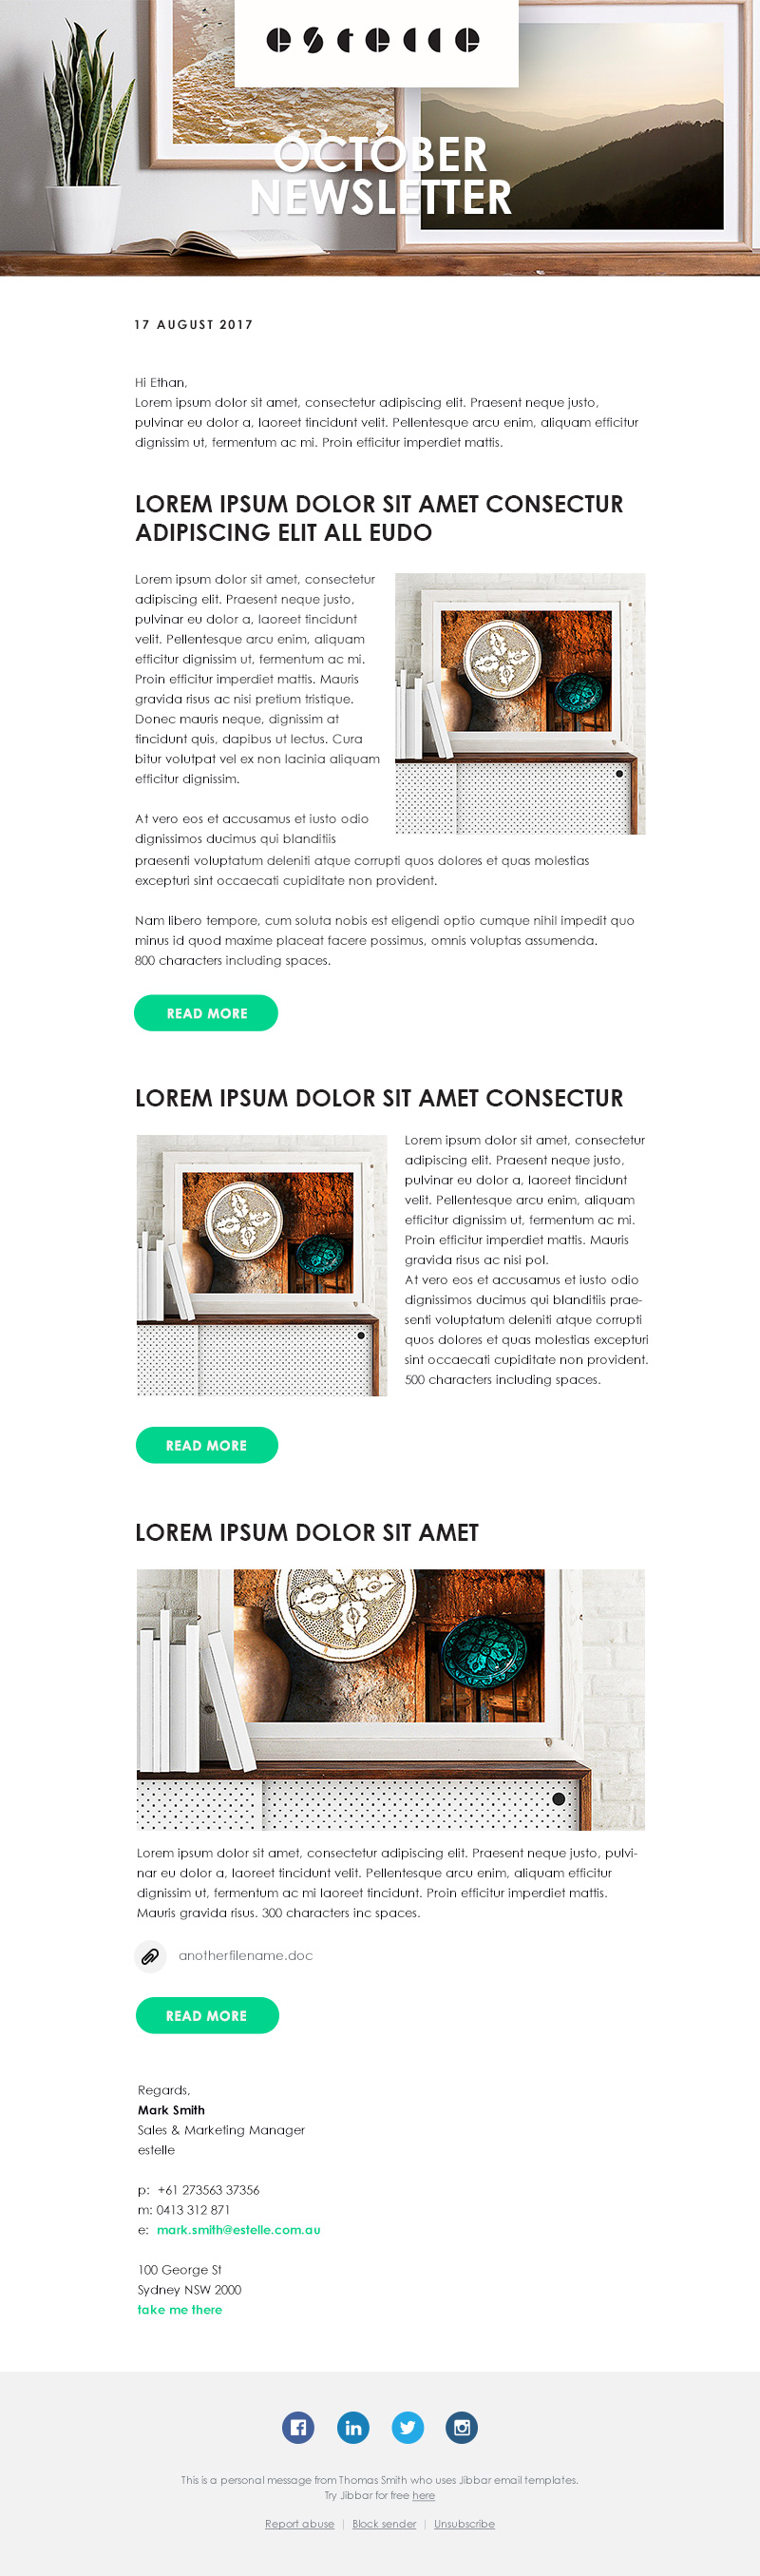 estelle
OCTOBER
NEWSLETTER
17 AUGUST 2017
Hi Ethan,
Lorem ipsum dolor sit amet, consectetur adipiscing elit. Praesent neque justo,
pulvinar eu dolor a, laoreet tincidunt velit. Pellentesque arcu enim, aliquam efficitur
dignissim ut, fermentum ac mi. Proin efficitur imperdiet mattis.
LOREM IPSUM DOLOR SIT AMET CONSECTUR
ADIPISCING ELIT ALL EUDO
Lorem ipsum dolor sit amet, consectetur
adipiscing elit. Praesent neque justo,
pulvinar eu dolor a, laoreet tincidunt
velit. Pellentesque arcu enim, aliquam
efficitur dignissim ut, fermentum ac mi.
Proin efficitur imperdiet mattis. Mauris
gravida risus ac nisi pretium tristique.
Donec mauris neque, dignissim at
tincidunt quis, dapibus ut lectus. Cura
bitur volutpat vel ex non lacinia aliquam
efficitur dignissim.
At vero eos et accusamus et iusto odio
dignissimos ducimus qui blanditiis
praesenti voluptatum deleniti atque corrupti quos dolores et quas molestias
excepturi sint occaecati cupiditate non provident.
Nam libero tempore, cum soluta nobis est eligendi optio cumque nihil impedit quo
minus id quod maxime placeat facere possimus, omnis voluptas assumenda.
800 characters including spaces.
READ MORE
LOREM IPSUM DOLOR SIT AMET CONSECTUR
Lorem ipsum dolor sit amet, consectetur
adipiscing elit. Praesent neque justo,
pulvinar eu dolor a, laoreet tincidunt
velit. Pellentesque arcu enim, aliquam
efficitur dignissim ut, fermentum ac mi.
Proin efficitur imperdiet mattis. Mauris
gravida risus ac nisi pol.
At vero eos et accusamus et iusto odio
dignissimos ducimus qui blanditiis prae-
senti voluptatum deleniti atque corrupti
quos dolores et quas molestias excepturi
sint occaecati cupiditate non provident.
500 characters including spaces.
READ MORE
LOREM IPSUM DOLOR SIT AMET
Lorem ipsum dolor sit amet, consectetur adipiscing elit. Praesent neque justo, pulvi-
nar eu dolor a, laoreet tincidunt velit. Pellentesque arcu enim, aliquam efficitur
dignissim ut, fermentum ac mi laoreet tincidunt. Proin efficitur imperdiet mattis.
Mauris gravida risus. 300 characters inc spaces.
anotherfilename.doc
READ MORE
Regards,
Mark Smith
Sales & Marketing Manager
estelle
p: +61 273563 37356
m: 0413 312 871
e: mark.smith@estelle.com.au
100 George St
Sydney NSW 2000
take me there
in
This is a personal message from Thomas Smith who uses Jibbar email templates.
Try Jibbar for free here
Report abuse | Block sender | Unsubscribe